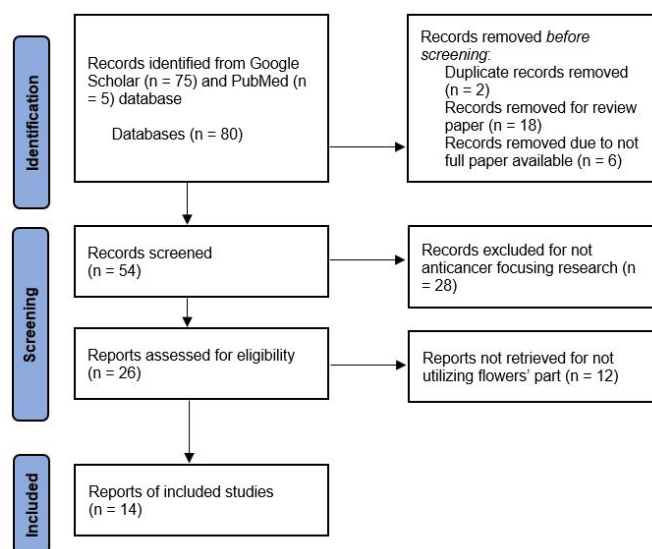 Identification
Records identified from Google
Scholar (n = 75) and PubMed (n
= 5) database
Databases (n = 80)
Records removed before
screening:
Duplicate records removed
(n = 2)
Records removed for review
paper (n = 18)
Records removed due to not
full paper available (n = 6)
Screening
Records screened
(n = 54)
Records excluded for not
anticancer focusing research (n
= 28)
Reports assessed for eligibility
(n = 26)
Reports not retrieved for not
utilizing flowers’ part (n = 12)
Included
Reports of included studies
(n = 14)